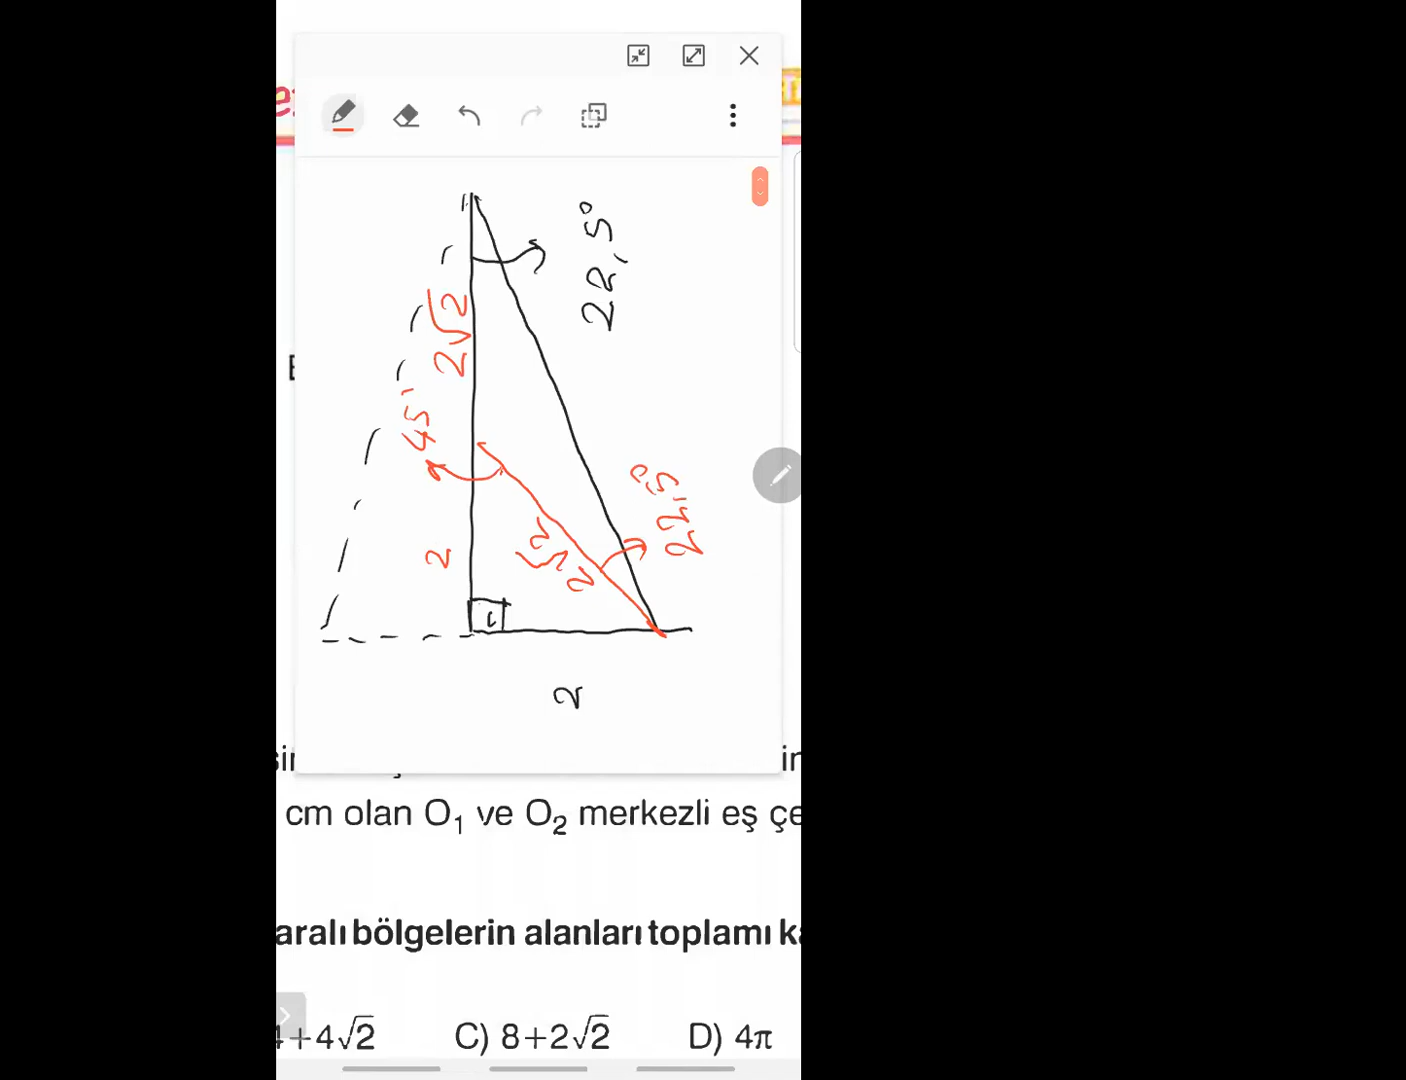 22,5°
2√2
45°
22,5°
2
2√2
2
cm olan O₁ ve O₂ merkezli eş çe
aralı bölgelerin alanları toplamı k
+4√2 C) 8+2√2 D) 4π